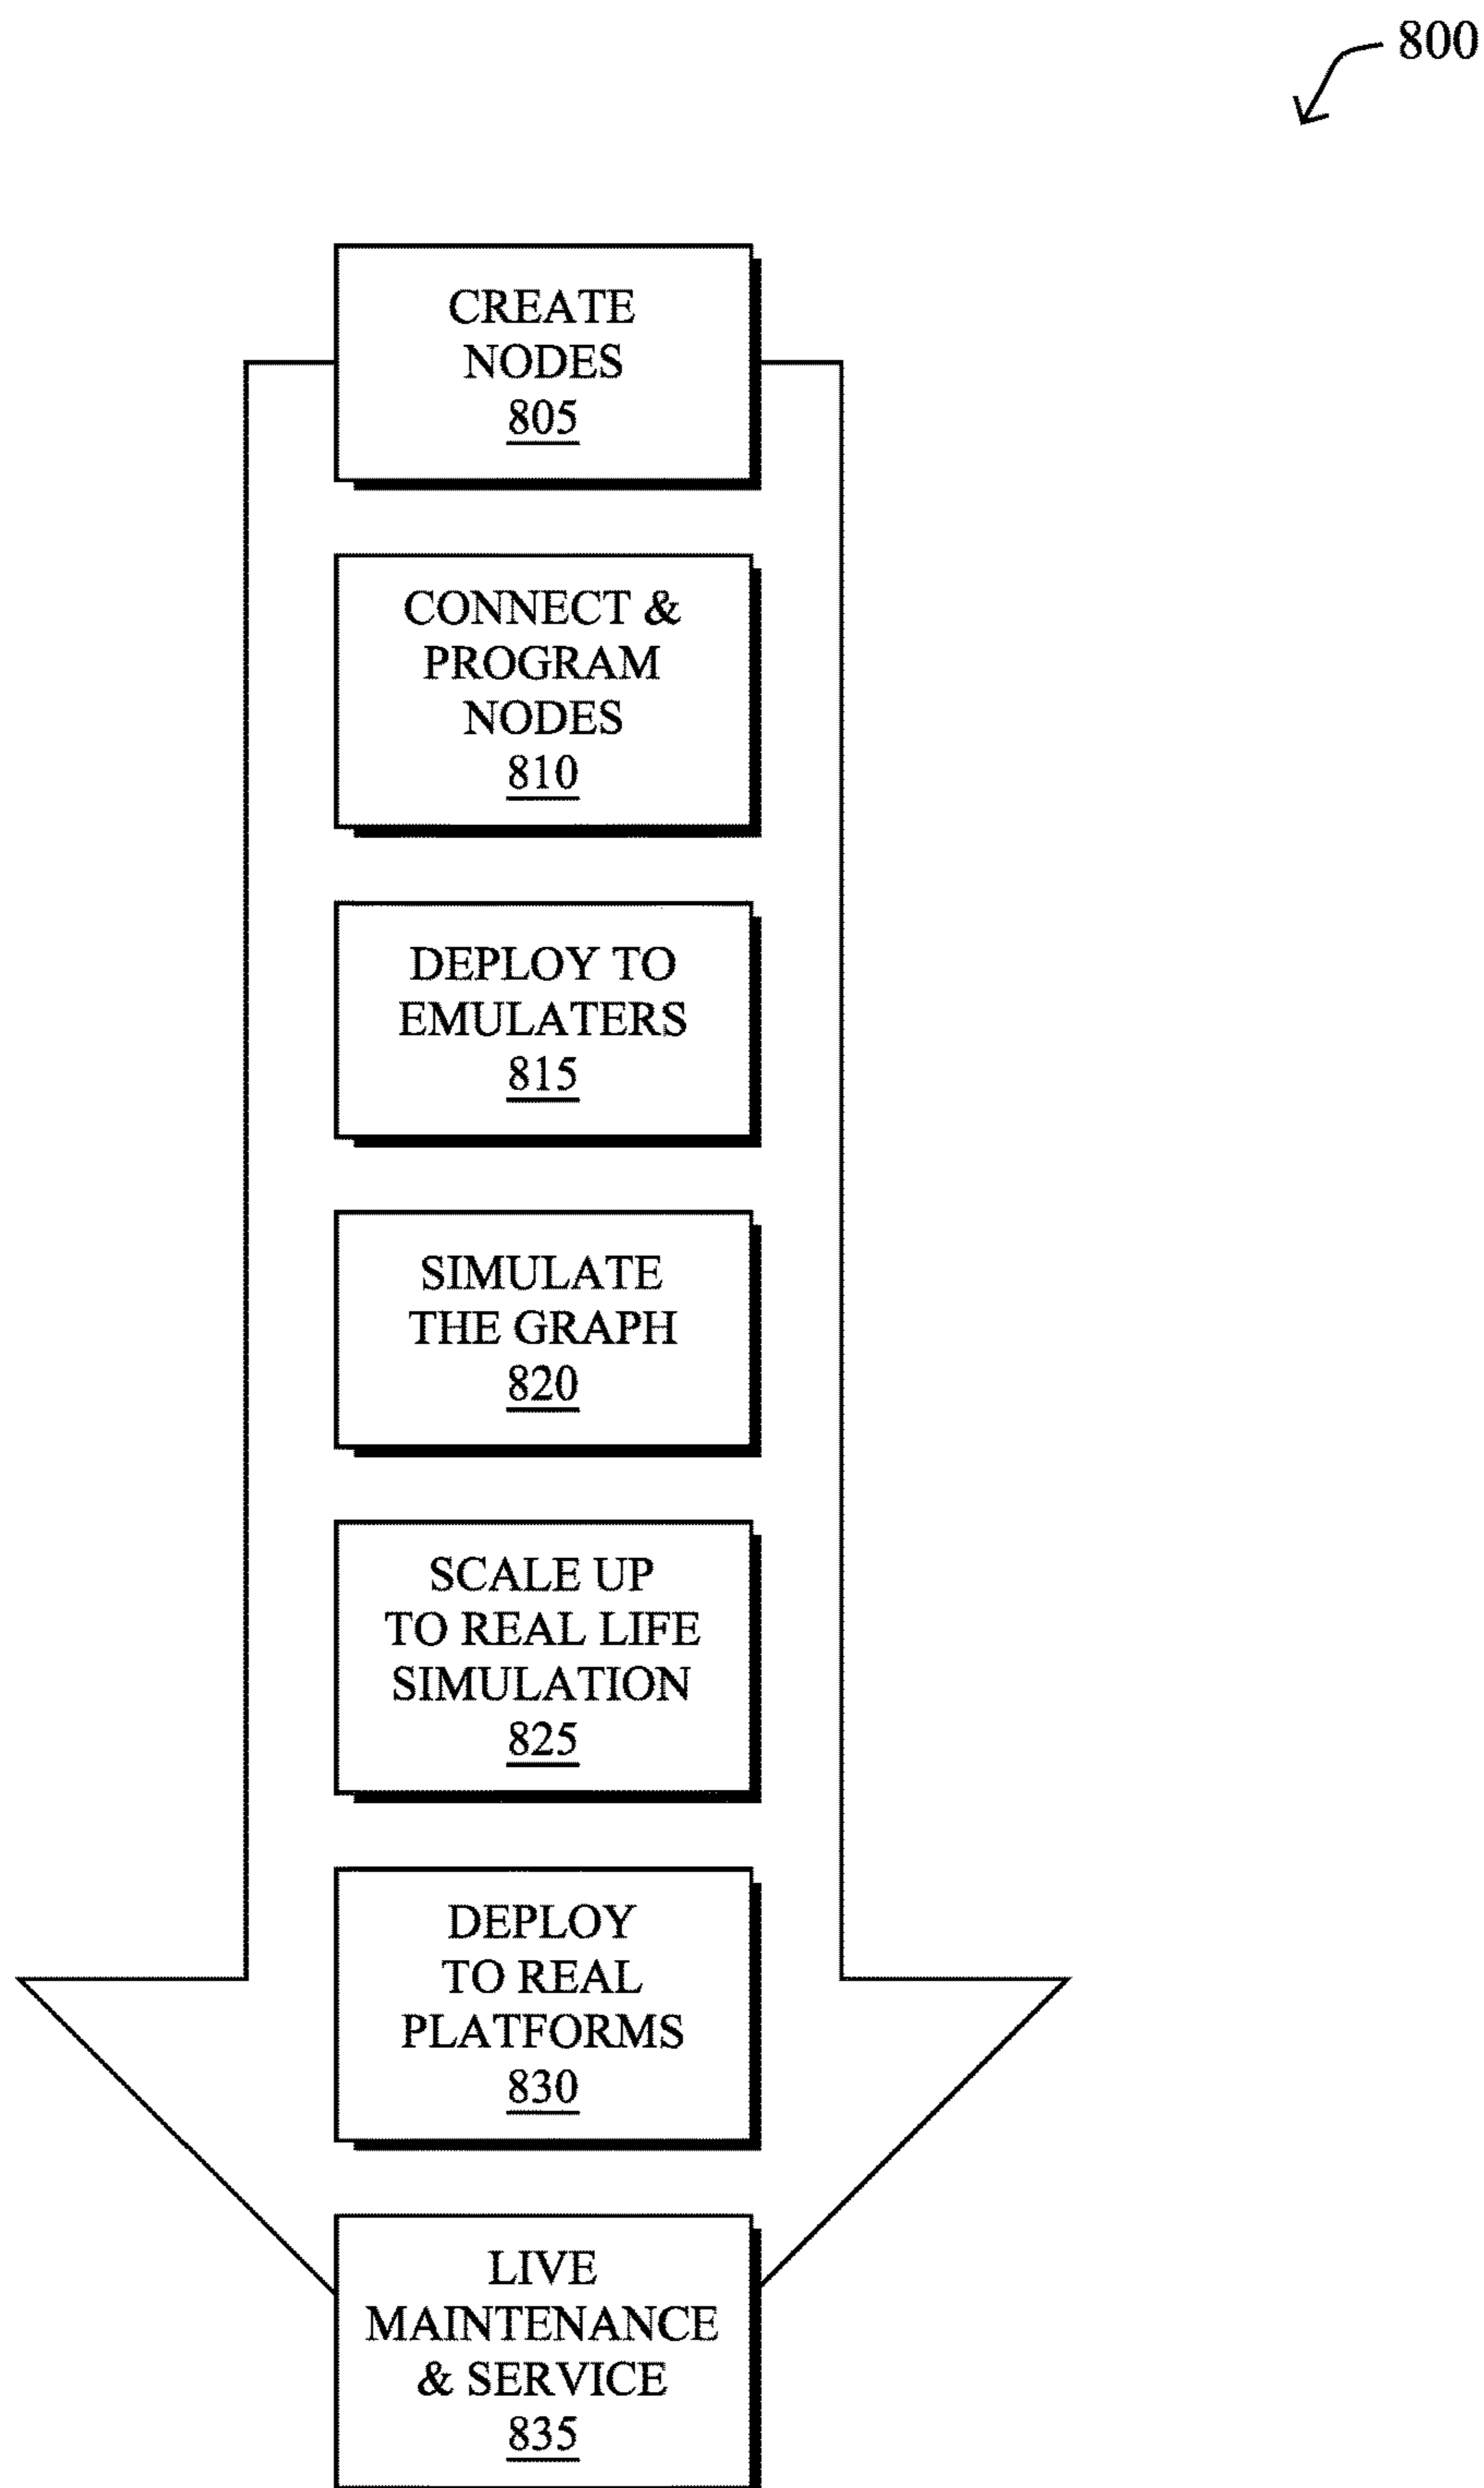 800
CREATE
NODES
805
CONNECT &
PROGRAM
NODES
810
DEPLOY TO
EMULATERS
815
SIMULATE
THE GRAPH
820
SCALE UP
TO REAL LIFE
SIMULATION
825
DEPLOY
TO REAL
PLATFORMS
830
LIVE
MAINTENANCE
& SERVICE
835